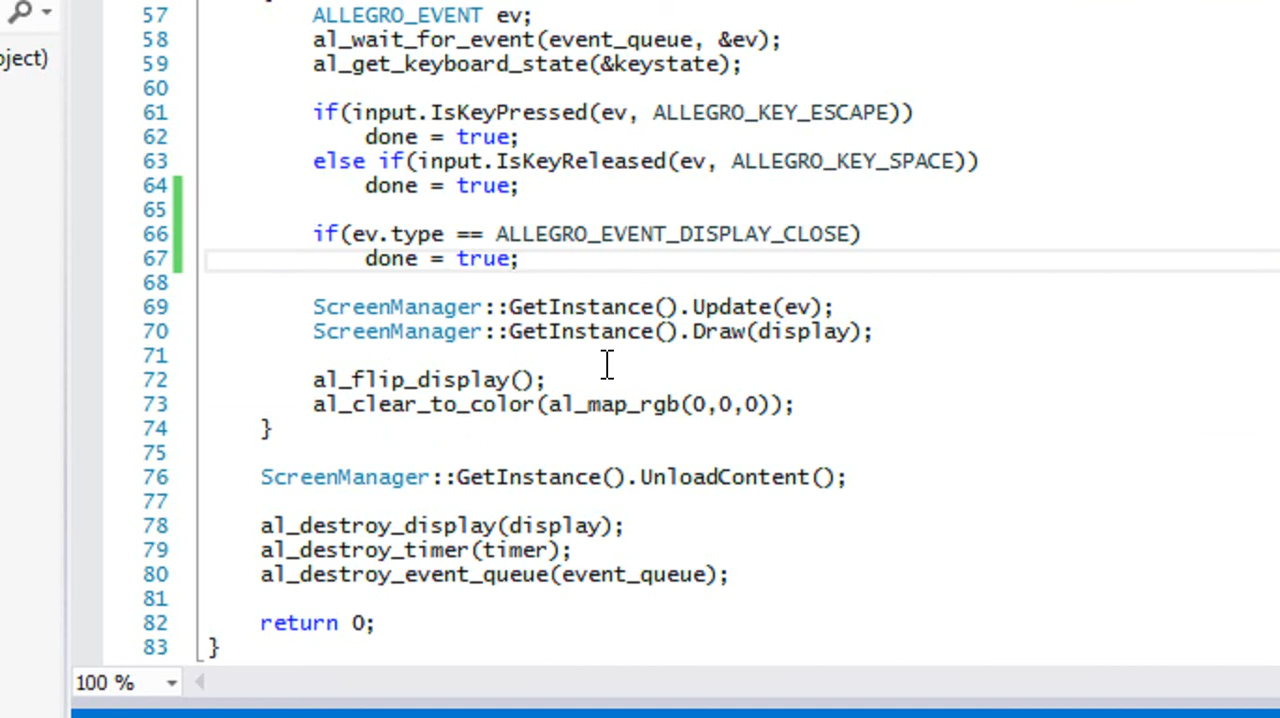 57 ALLEGRO_EVENT ev;
58 al_wait_for_event(event_queue, &ev);
oject) 59 al_get_keyboard_state(&keystate);
60
61 if(input.IsKeyPressed(ev, ALLEGRO_KEY_ESCAPE))
62 done = true;
63 else if(input.IsKeyReleased(ev, ALLEGRO_KEY_SPACE))
64 done = true;
65
66 if(ev.type == ALLEGRO_EVENT_DISPLAY_CLOSE)
67 done = true;
68
69 ScreenManager::GetInstance().Update(ev);
70 ScreenManager::GetInstance().Draw(display);
71
72 al_flip_display();
73 al_clear_to_color(al_map_rgb(0,0,0));
74 }
75
76 ScreenManager::GetInstance().UnloadContent();
77
78 al_destroy_display(display);
79 al_destroy_timer(timer);
80 al_destroy_event_queue(event_queue);
81
82 return 0;
83 }
100 %